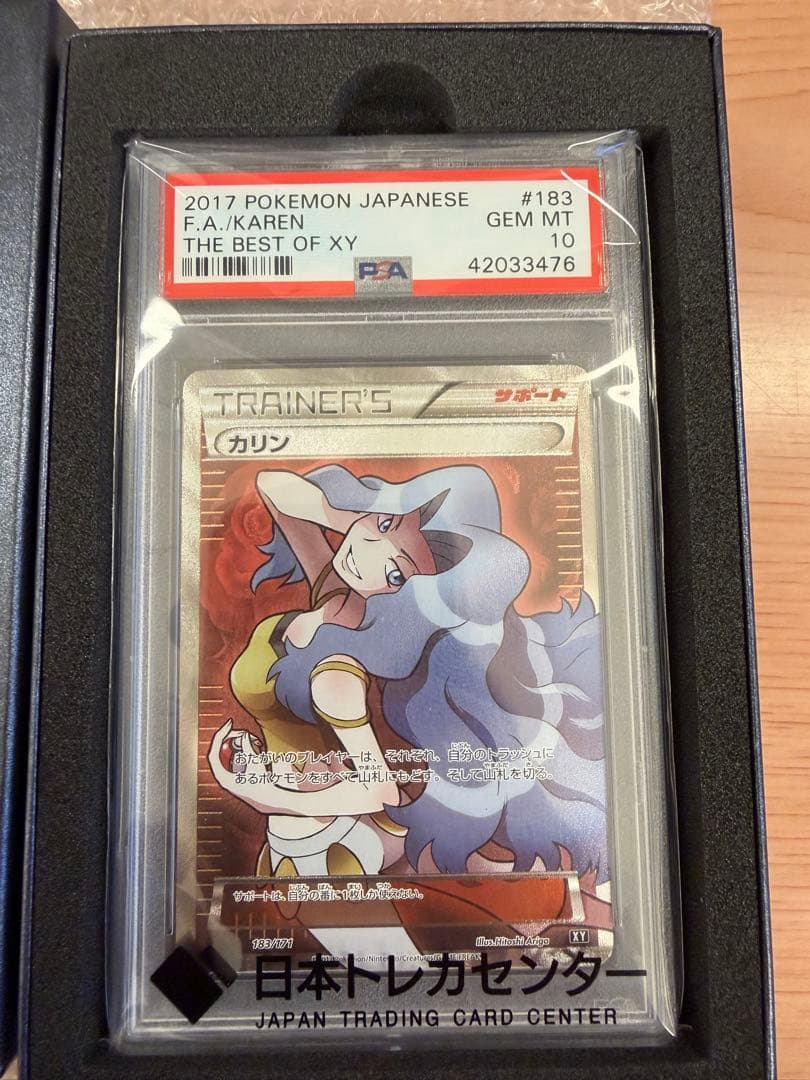 2017 POKEMON JAPANESE #183
F.A./KAREN GEM MT
THE BEST OF XY 10
PSA 42033476
TRAINER'S サポート
カリン
おたがいのプレイヤーは、それぞれ、自分のトラッシュに
あるポケモンをすべて山札にもどす。そして山札を切る。
サポートは、自分の番に1枚しか使えない。
183/171 Illus.Hitoshi Ariga XY
日本トレカセンター
JAPAN TRADING CARD CENTER